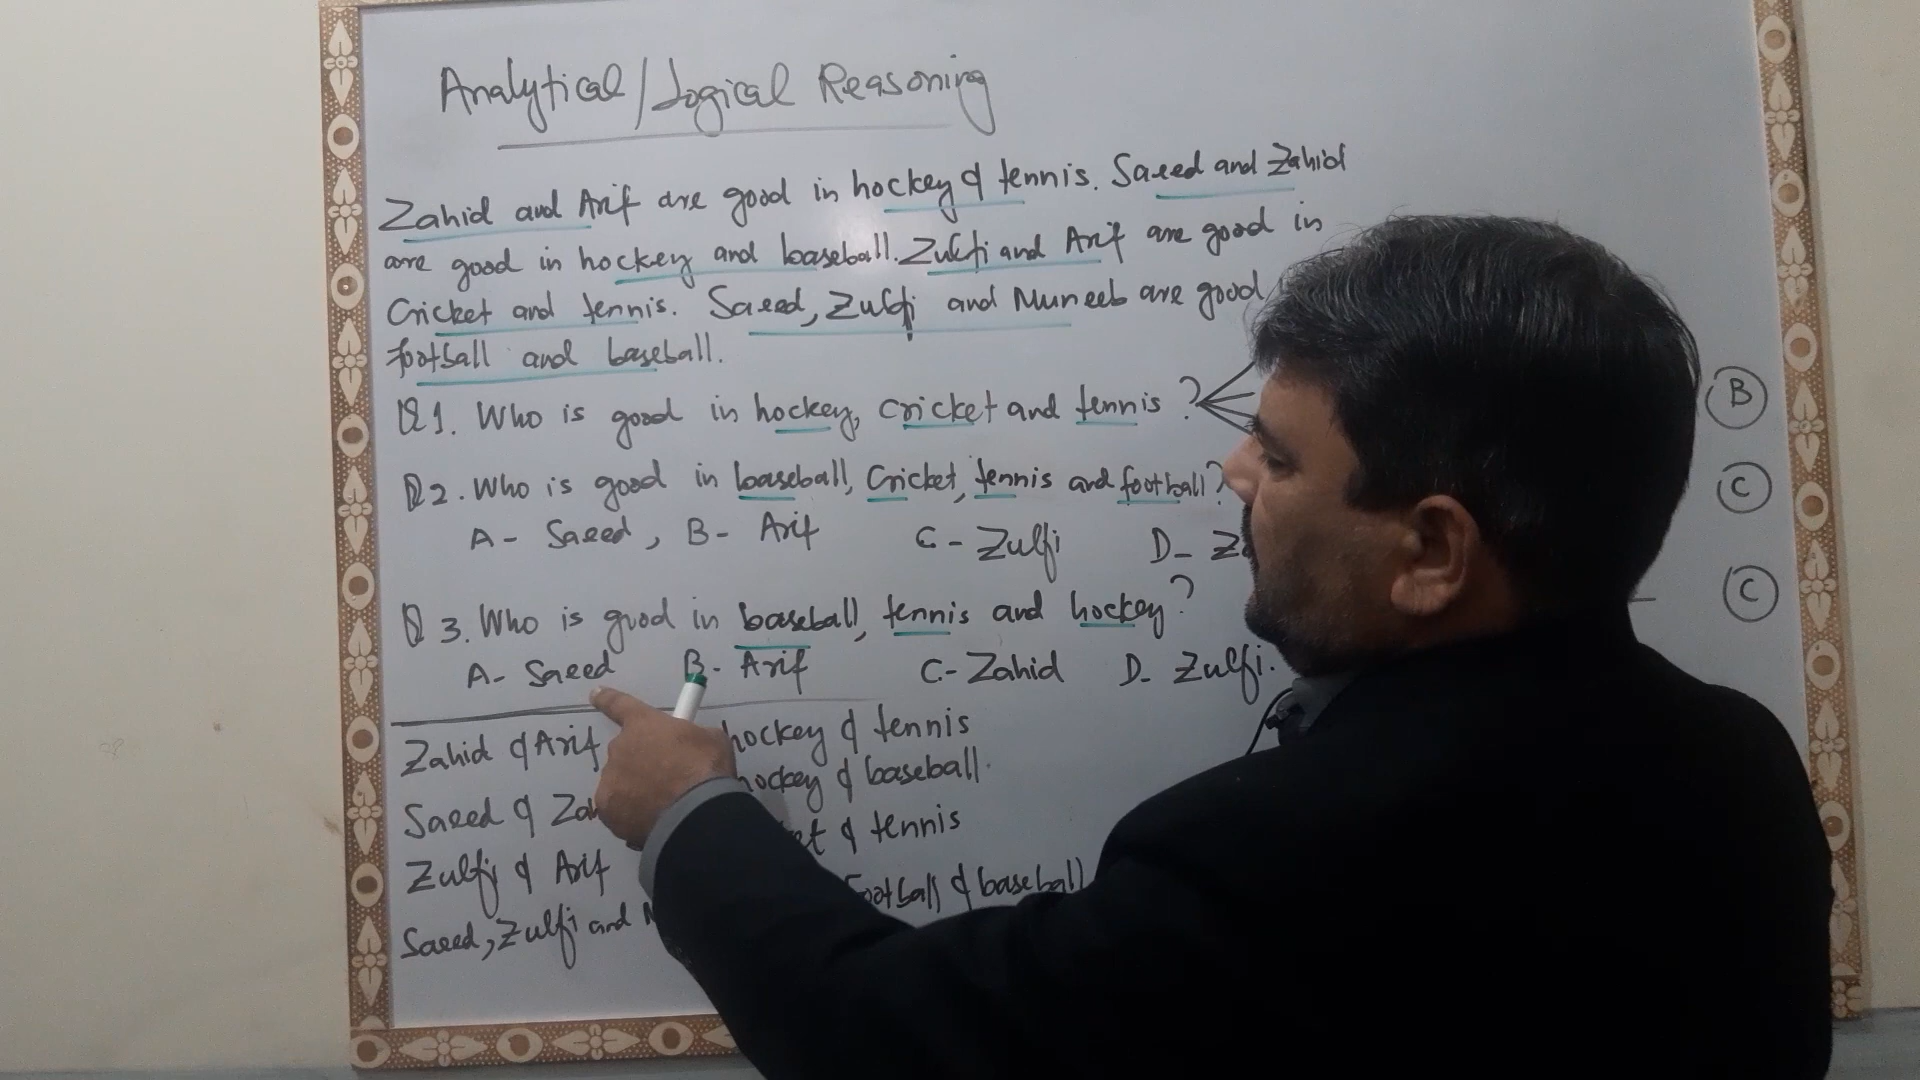 Analytical/Logical Reasoning
Zahid and Arif are good in hockey & tennis. Saeed and Zahid
are good in hockey and baseball. Zulfi and Arif are good in
Cricket and tennis. Saeed, Zulfi and Muneeb are good
football and baseball.
Q1. Who is good in hockey, cricket and tennis?
B
Q2. Who is good in baseball, Cricket, tennis and football?
C
A- Saeed, B- Arif C- Zulfi D-
Q3. Who is good in baseball, tennis and hockey?
C
A- Saeed B- Arif C- Zahid D- Zulfi.
Zahid & Arif hockey & tennis
Saeed & hockey & baseball.
Zulfi & Arif & tennis
Saeed, Zulfi and football & baseball